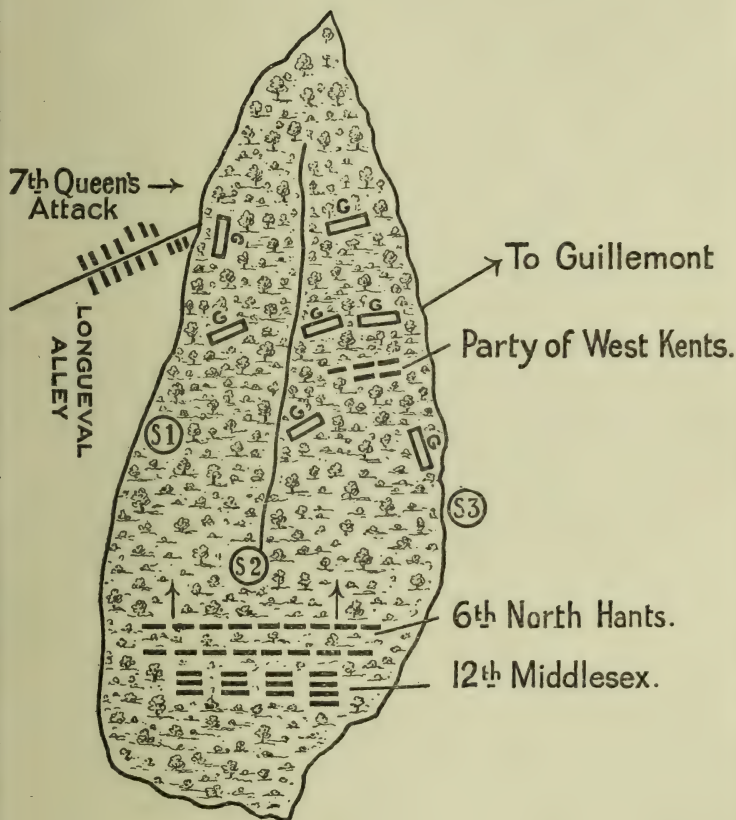 7th Queen's
Attack
LONGUEVAL
ALLEY
G
G
To Guillemont
G
G
G
Party of West Kents.
G
G
S1
S3
S2
6th North Hants.
12th Middlesex.